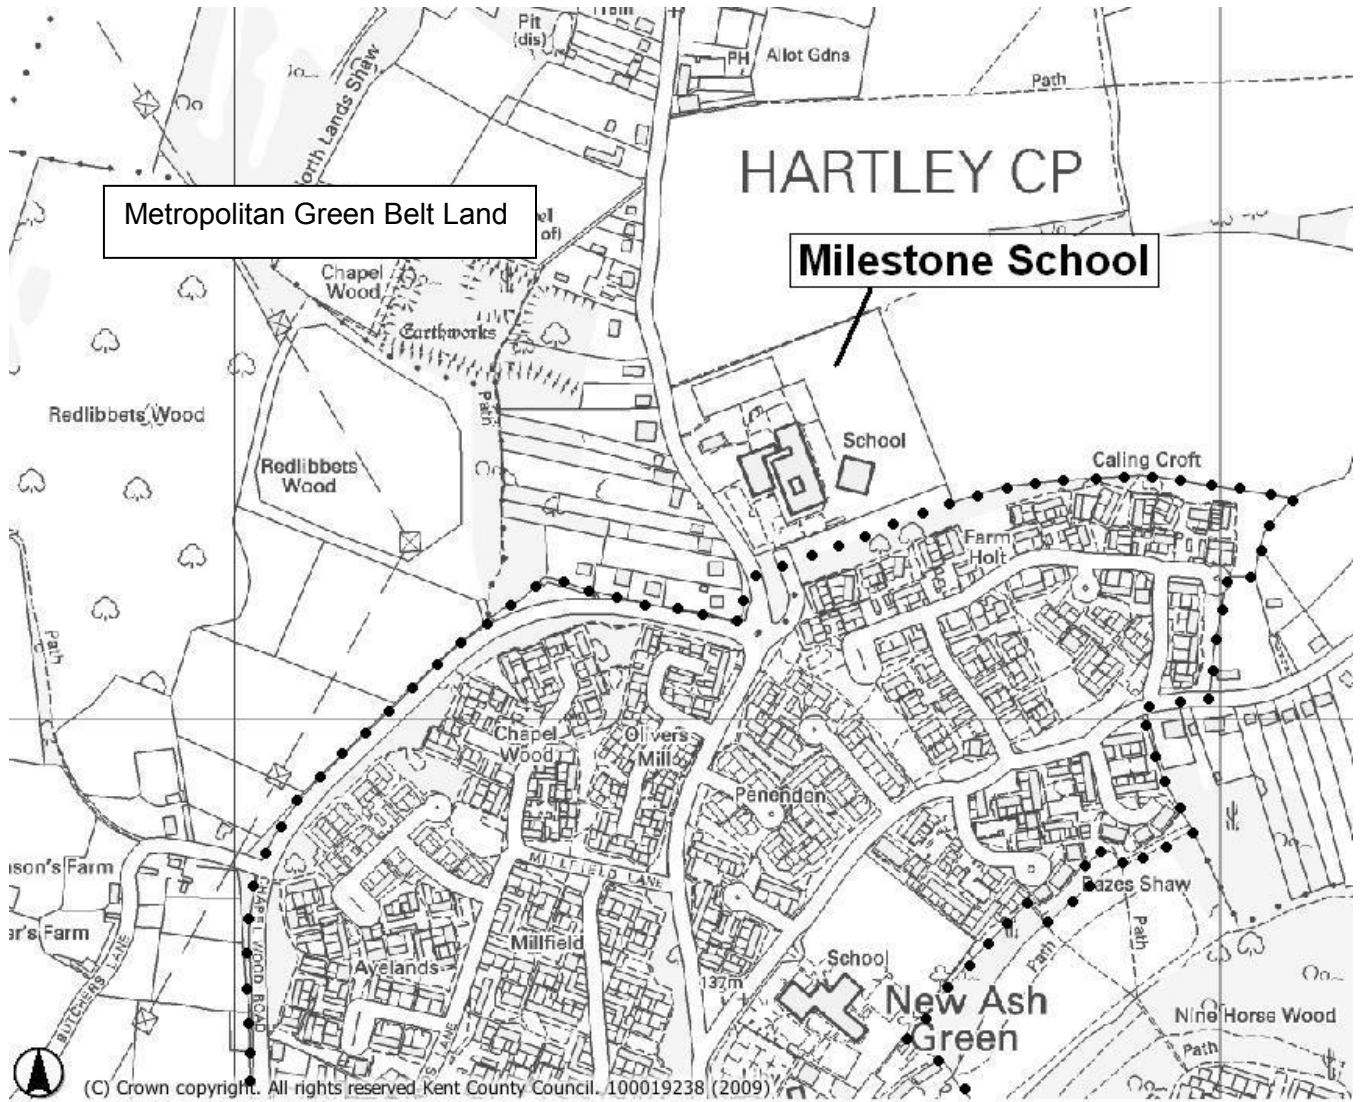 Pit
(dis)
PH
Allot Gdns
Path
HARTLEY CP
North Lands Shaw
Metropolitan Green Belt Land
of)
Milestone School
Chapel
Wood
Earthworks
Path
Redlibbets Wood
Redlibbets
Wood
School
Caling Croft
Farm
Holt
Path
Chapel
Wood
Olivers
Mill
Penenden
MILLFIELD LANE
son's Farm
er's Farm
BUTCHERS LANE
CHAPEL WOOD ROAD
Millfield
Ayelands
School
137m
Bazes Shaw
Path
Path
New Ash
Green
Nine Horse Wood
Path
(C) Crown copyright. All rights reserved Kent County Council. 100019238 (2009)